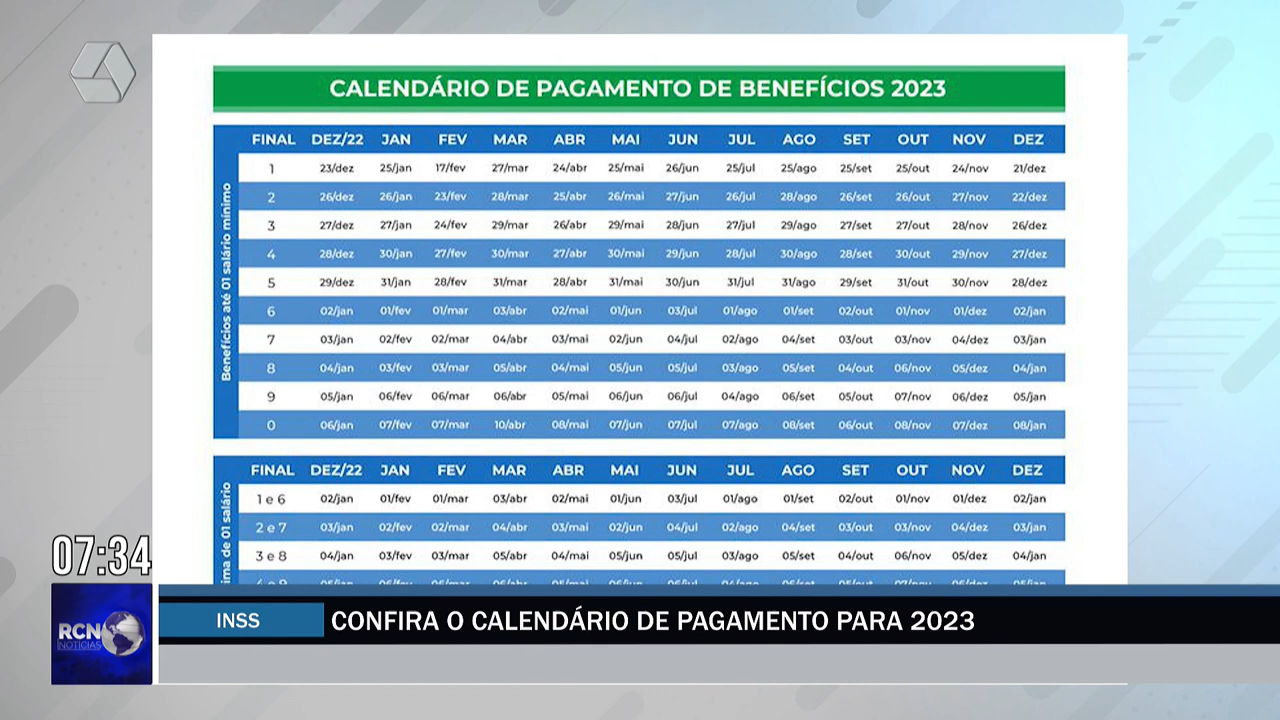 CALENDÁRIO DE PAGAMENTO DE BENEFÍCIOS 2023
Benefícios até 01 salário mínimo
FINAL DEZ/22 JAN FEV MAR ABR MAI JUN JUL AGO SET OUT NOV DEZ
1 23/dez 25/jan 17/fev 27/mar 24/abr 25/mai 26/jun 25/jul 25/ago 25/set 25/out 24/nov 21/dez
2 26/dez 26/jan 23/fev 28/mar 25/abr 26/mai 27/jun 26/jul 28/ago 26/set 26/out 27/nov 22/dez
3 27/dez 27/jan 24/fev 29/mar 26/abr 29/mai 28/jun 27/jul 29/ago 27/set 27/out 28/nov 26/dez
4 28/dez 30/jan 27/fev 30/mar 27/abr 30/mai 29/jun 28/jul 30/ago 28/set 30/out 29/nov 27/dez
5 29/dez 31/jan 28/fev 31/mar 28/abr 31/mai 30/jun 31/jul 31/ago 29/set 31/out 30/nov 28/dez
6 02/jan 01/fev 01/mar 03/abr 02/mai 01/jun 03/jul 01/ago 01/set 02/out 01/nov 01/dez 02/jan
7 03/jan 02/fev 02/mar 04/abr 03/mai 02/jun 04/jul 02/ago 04/set 03/out 03/nov 04/dez 03/jan
8 04/jan 03/fev 03/mar 05/abr 04/mai 05/jun 05/jul 03/ago 05/set 04/out 06/nov 05/dez 04/jan
9 05/jan 06/fev 06/mar 06/abr 05/mai 06/jun 06/jul 04/ago 06/set 05/out 07/nov 06/dez 05/jan
0 06/jan 07/fev 07/mar 10/abr 08/mai 07/jun 07/jul 07/ago 08/set 06/out 08/nov 07/dez 08/jan
de 01 salário
FINAL DEZ/22 JAN FEV MAR ABR MAI JUN JUL AGO SET OUT NOV DEZ
1 e 6 02/jan 01/fev 01/mar 03/abr 02/mai 01/jun 03/jul 01/ago 01/set 02/out 01/nov 01/dez 02/jan
2 e 7 03/jan 02/fev 02/mar 04/abr 03/mai 02/jun 04/jul 02/ago 04/set 03/out 03/nov 04/dez 03/jan
3 e 8 04/jan 03/fev 03/mar 05/abr 04/mai 05/jun 05/jul 03/ago 05/set 04/out 06/nov 05/dez 04/jan
07:34
RCN
NOTÍCIAS
INSS
CONFIRA O CALENDÁRIO DE PAGAMENTO PARA 2023